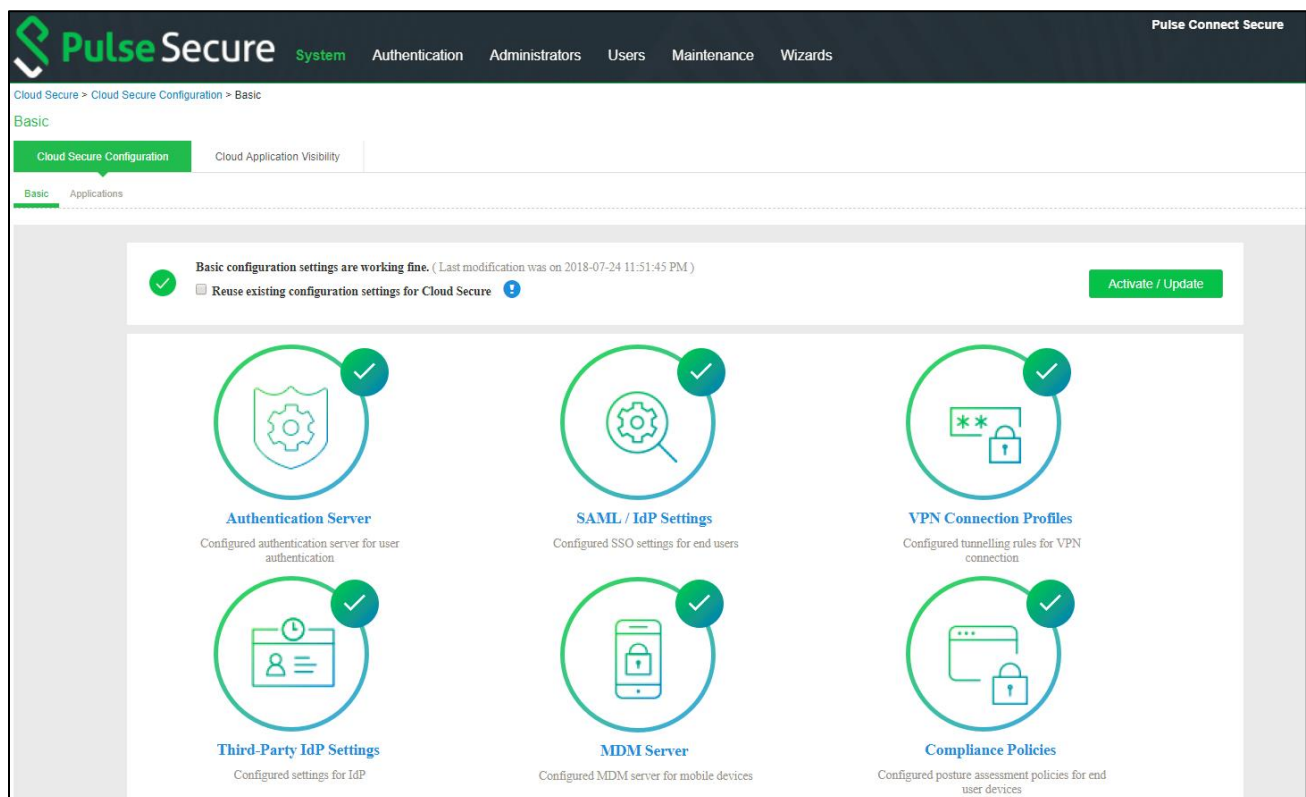 Pulse Connect Secure
Pulse Secure System Authentication Administrators Users Maintenance Wizards
Cloud Secure > Cloud Secure Configuration > Basic
Basic
Cloud Secure Configuration Cloud Application Visibility
Basic Applications
Basic configuration settings are working fine. ( Last modification was on 2018-07-24 11:51:45 PM )
Reuse existing configuration settings for Cloud Secure
Activate / Update
Authentication Server
Configured authentication server for user
authentication
SAML / IdP Settings
Configured SSO settings for end users
VPN Connection Profiles
Configured tunnelling rules for VPN
connection
Third-Party IdP Settings
Configured settings for IdP
MDM Server
Configured MDM server for mobile devices
Compliance Policies
Configured posture assessment policies for end
user devices